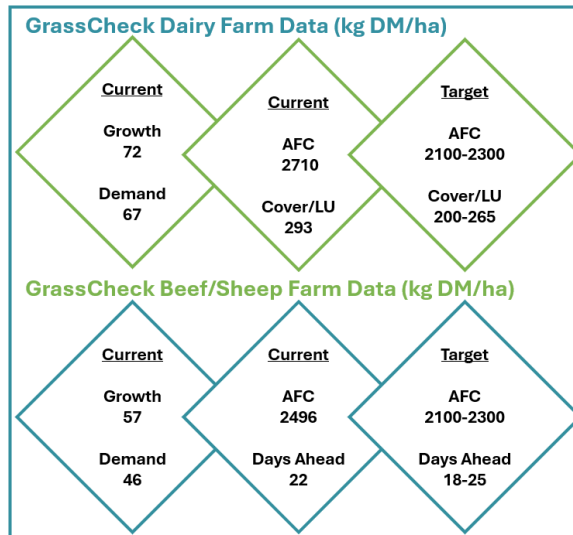 GrassCheck Dairy Farm Data (kg DM/ha)
Current
Growth
72
Demand
67
Current
AFC
2710
Cover/LU
293
Target
AFC
2100-2300
Cover/LU
200-265
GrassCheck Beef/Sheep Farm Data (kg DM/ha)
Current
Growth
57
Demand
46
Current
AFC
2496
Days Ahead
22
Target
AFC
2100-2300
Days Ahead
18-25